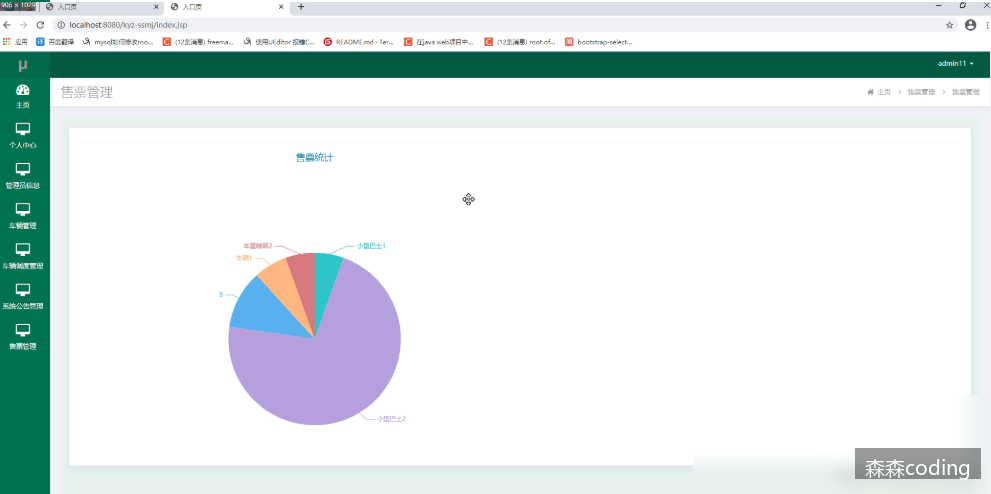 906 × 1029
入口页
入口页
localhost:8080/kyz-ssmj/index.jsp
应用
百度翻译
mysql如何修改roo...
(12条消息) freema...
使用UEditor 报错C...
README.md · Ter...
在java web项目中...
(12条消息) root of...
bootstrap-select...
μ
admin11
售票管理
主页 > 售票管理 > 售票管理
主页
个人中心
管理员信息
车辆管理
车辆调度管理
系统公告管理
售票管理
售票统计
小型巴士1
车辆1
9
小型巴士2
森森coding